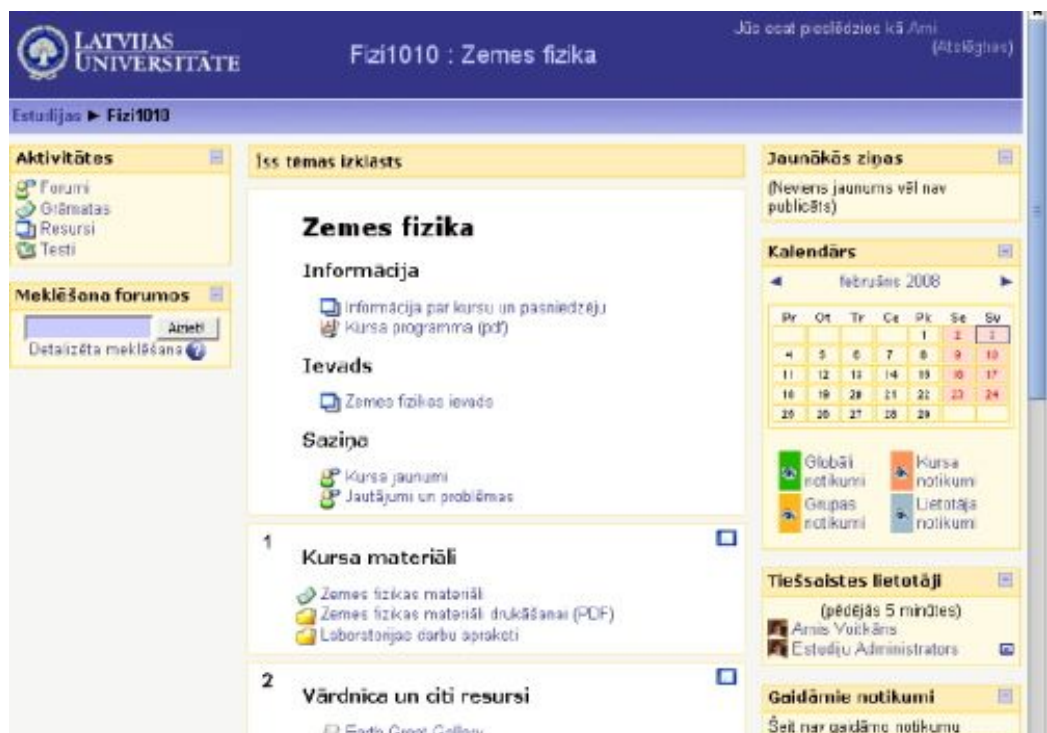 LATVIJAS
UNIVERSITĀTE
Fizi1010 : Zemes fizika
Jūs esat pieslēdzies kā Arni
(Atslēgties)
Estudijas ► Fizi1010
Aktivitātes
Forumi
Grāmatas
Resursi
Testi
Meklēšana forumos
Aiziet!
Detalizēta meklēšana
Īss tēmas izklāsts
Zemes fizika
Informācija
Informācija par kursu un pasniedzēju
Kursa programma (pdf)
Ievads
Zemes fizikas ievads
Saziņa
Kursa jaunumi
Jautājumi un problēmas
1
Kursa materiāli
Zemes fizikas materiāli
Zemes fizikas materiāli drukāšanai (PDF)
Laboratorijas darbu apraksti
2
Vārdnīca un citi resursi
Earth Great Gallery
Jaunākās ziņas
(Neviens jaunums vēl nav
publicēts)
Kalendārs
◄ februāris 2008 ►
Pr Ot Tr Ce Pk Se Sv
1 2 3
4 5 6 7 8 9 10
11 12 13 14 15 16 17
18 19 20 21 22 23 24
25 26 27 28 29
Globāli
notikumi
Kursa
notikumi
Grupas
notikumi
Lietotāja
notikumi
Tiešsaistes lietotāji
(pēdējās 5 minūtes)
Arnis Voitkāns
Estudiju Administrators
Gaidāmie notikumi
Šeit nav gaidāmo notikumu